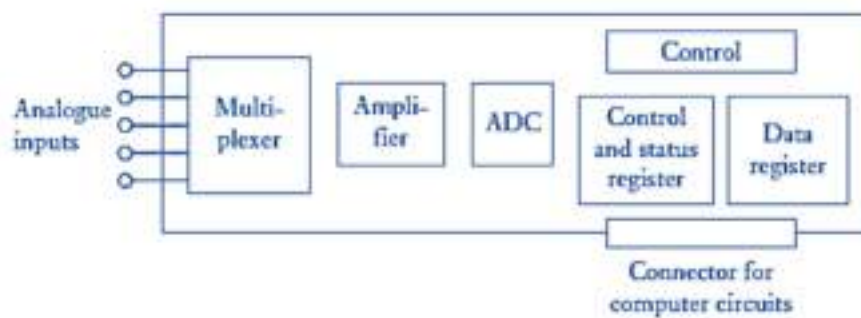 Analogue
inputs
Multi-
plexer
Ampli-
fier
ADC
Control
Control
and status
register
Data
register
Connector for
computer circuits